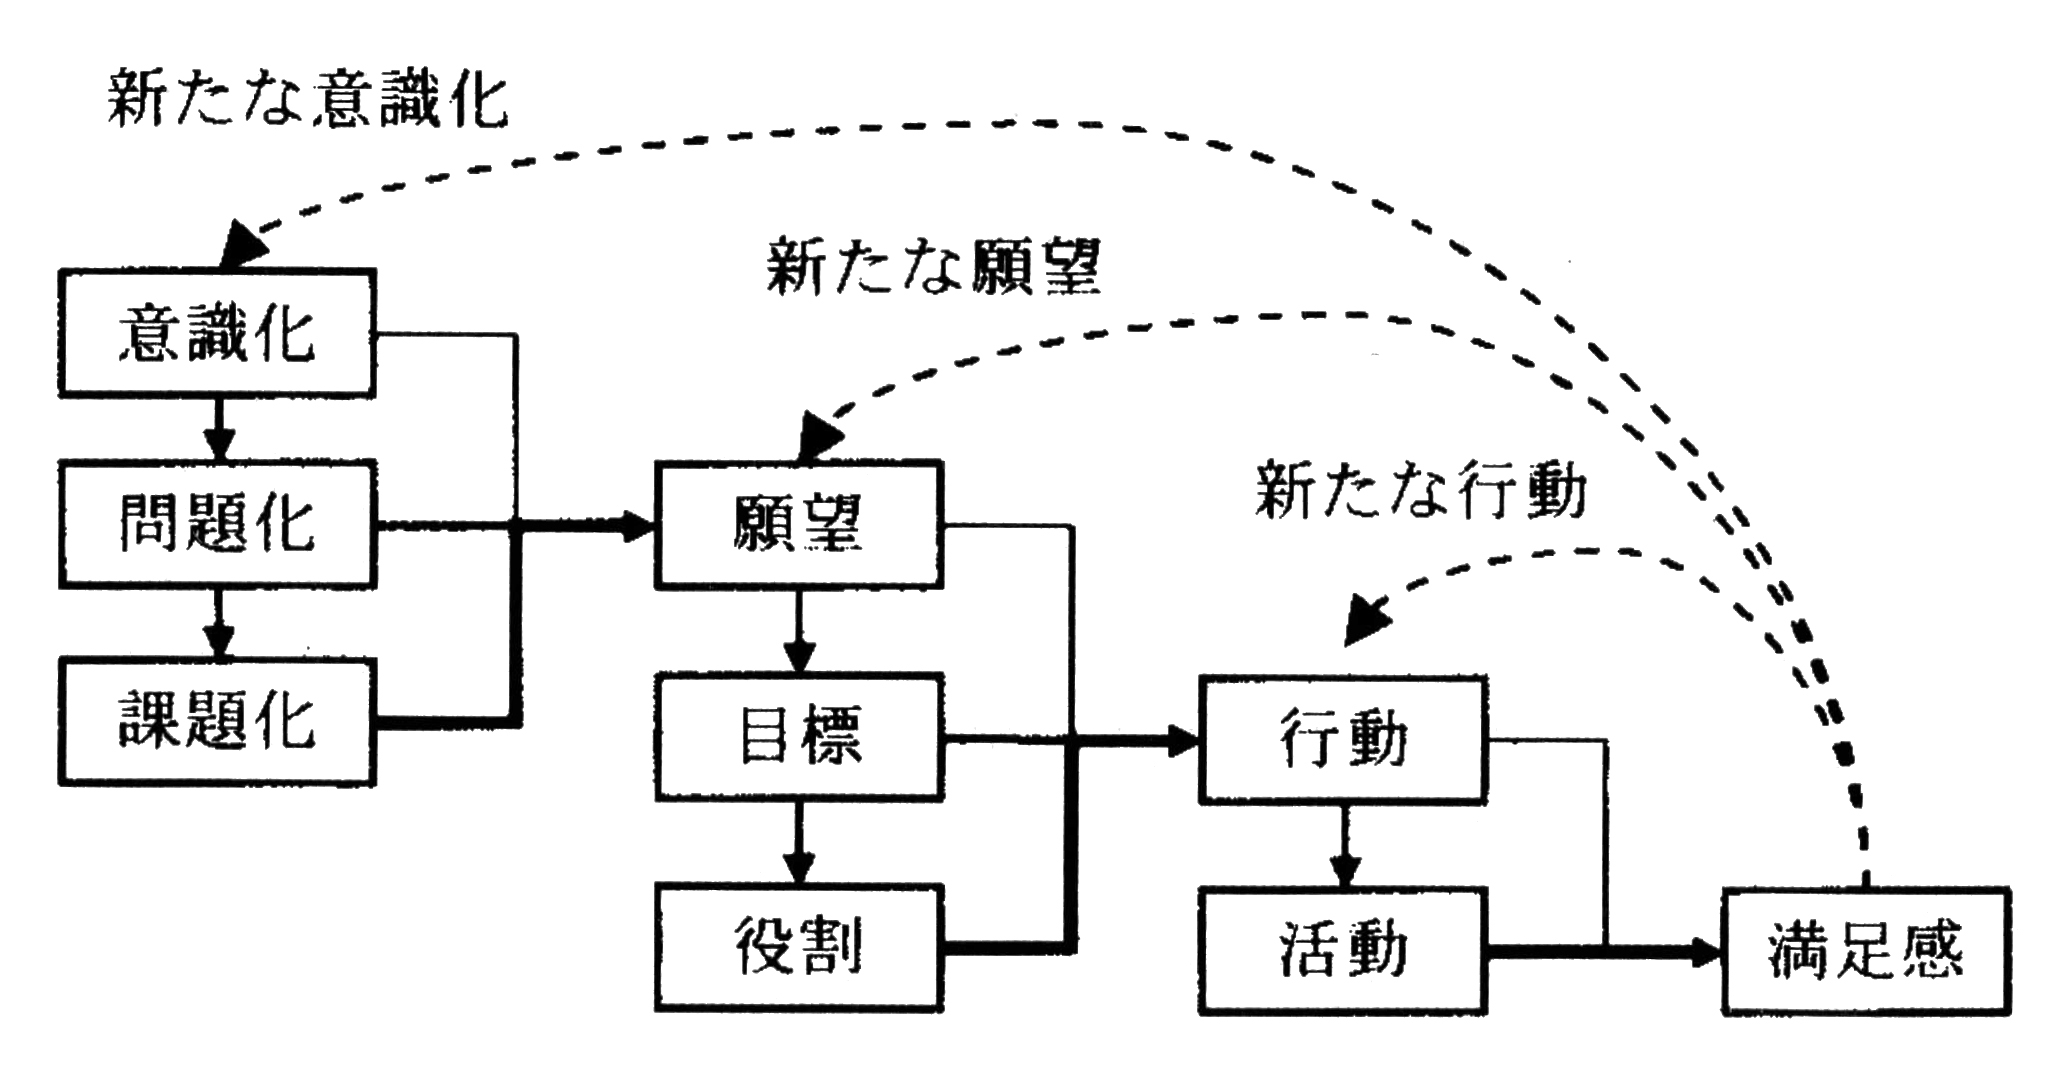 新たな意識化
新たな願望
意識化
新たな行動
問題化
願望
課題化
目標
行動
役割
活動
満足感